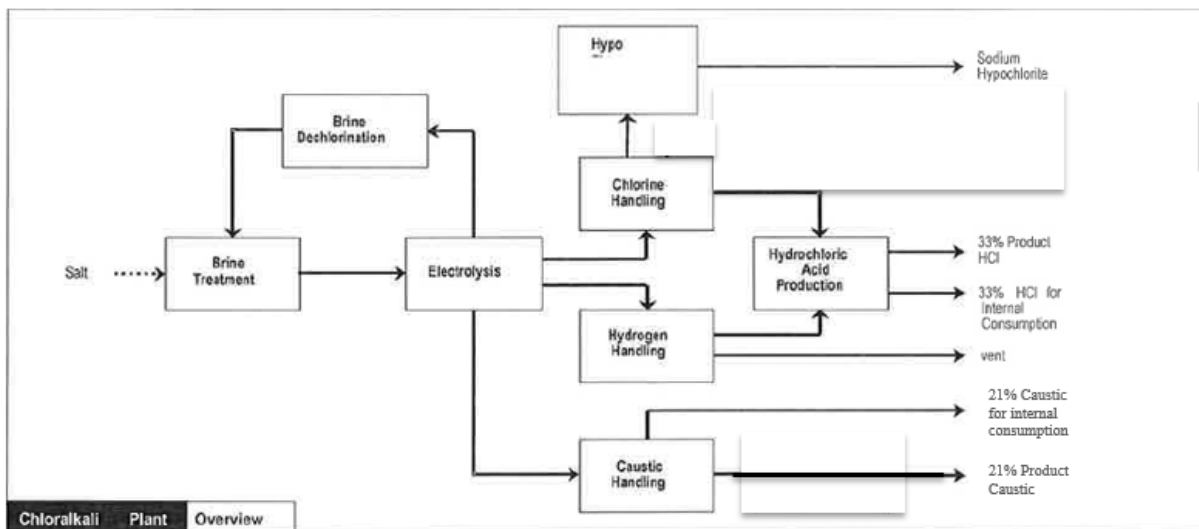 Hypo
Sodium
Hypochlorite
Brine
Dechlorination
Chlorine
Handling
Salt
Brine
Treatment
Electrolysis
Hydrochloric
Acid
Production
33% Product
HCl
33% HCl for
Internal
Consumption
Hydrogen
Handling
vent
21% Caustic
for internal
consumption
Caustic
Handling
21% Product
Caustic
Chloralkali Plant Overview